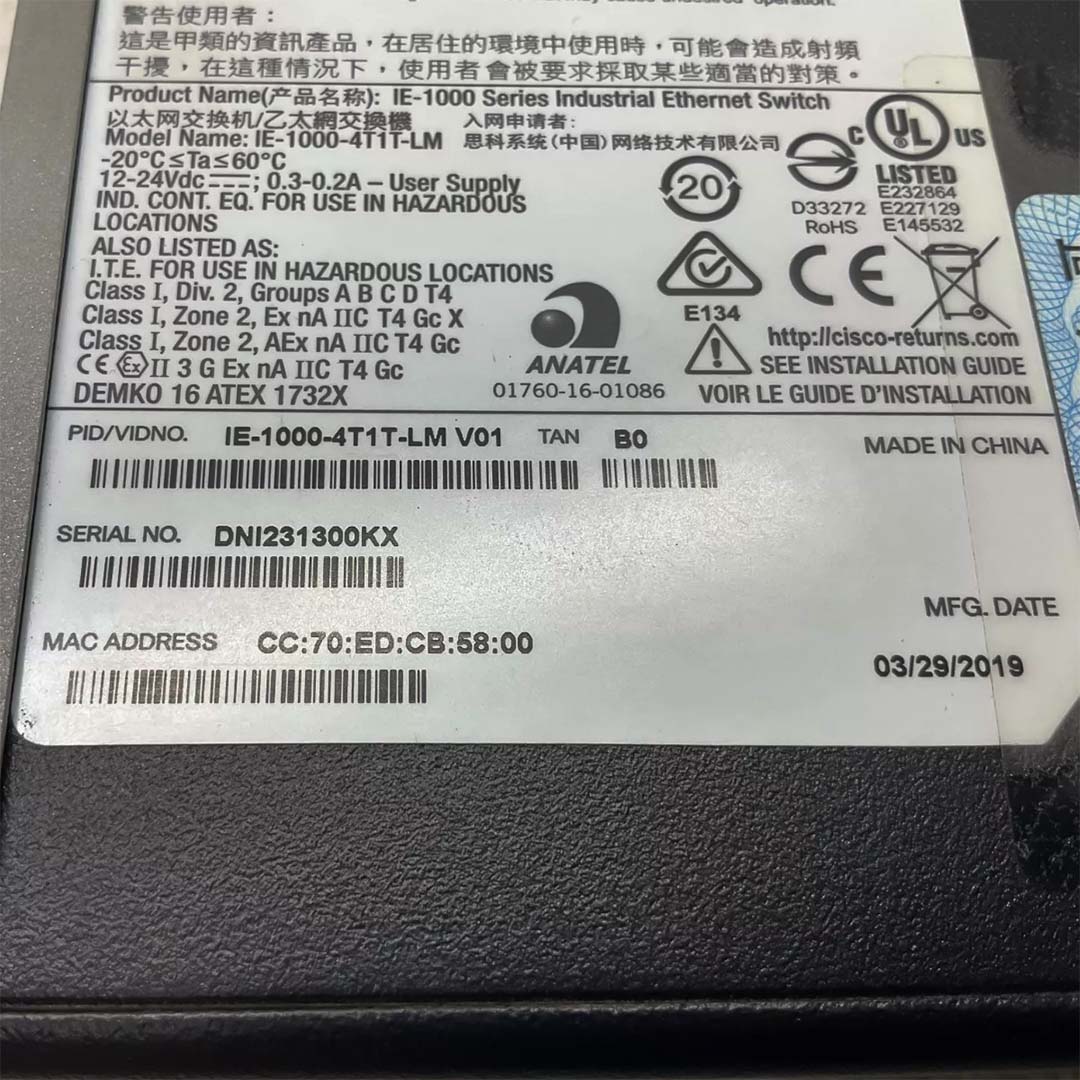 警告使用者：
這是甲類的資訊產品，在居住的環境中使用時，可能會造成射頻
干擾，在這種情況下，使用者會被要求採取某些適當的對策。
Product Name(产品名称): IE-1000 Series Industrial Ethernet Switch
以太网交换机/乙太網交換機 入网申请者:
Model Name: IE-1000-4T1T-LM 思科系统(中国)网络技术有限公司
-20°C≤Ta≤60°C
12-24Vdc⎓; 0.3-0.2A – User Supply
IND. CONT. EQ. FOR USE IN HAZARDOUS
LOCATIONS
ALSO LISTED AS:
I.T.E. FOR USE IN HAZARDOUS LOCATIONS
Class I, Div. 2, Groups A B C D T4
Class I, Zone 2, Ex nA IIC T4 Gc X
Class I, Zone 2, AEx nA IIC T4 Gc
CE Ex II 3 G Ex nA IIC T4 Gc
DEMKO 16 ATEX 1732X
20
D33272
RoHS
C UL US
LISTED
E232864
E227129
E145532
E134
CE
ANATEL
01760-16-01086
http://cisco-returns.com
SEE INSTALLATION GUIDE
VOIR LE GUIDE D'INSTALLATION
PID/VIDNO. IE-1000-4T1T-LM V01 TAN B0
MADE IN CHINA
SERIAL NO. DNI231300KX
MFG. DATE
MAC ADDRESS CC:70:ED:CB:58:00
03/29/2019